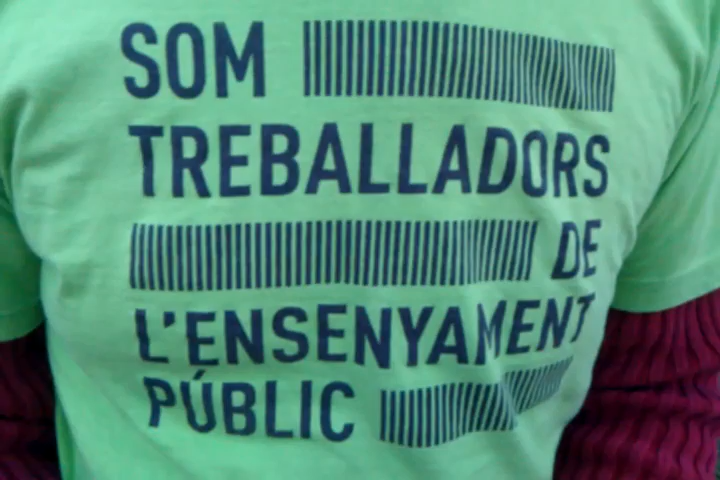 SOM
TREBALLADORS
DE
L'ENSENYAMENT
PÚBLIC